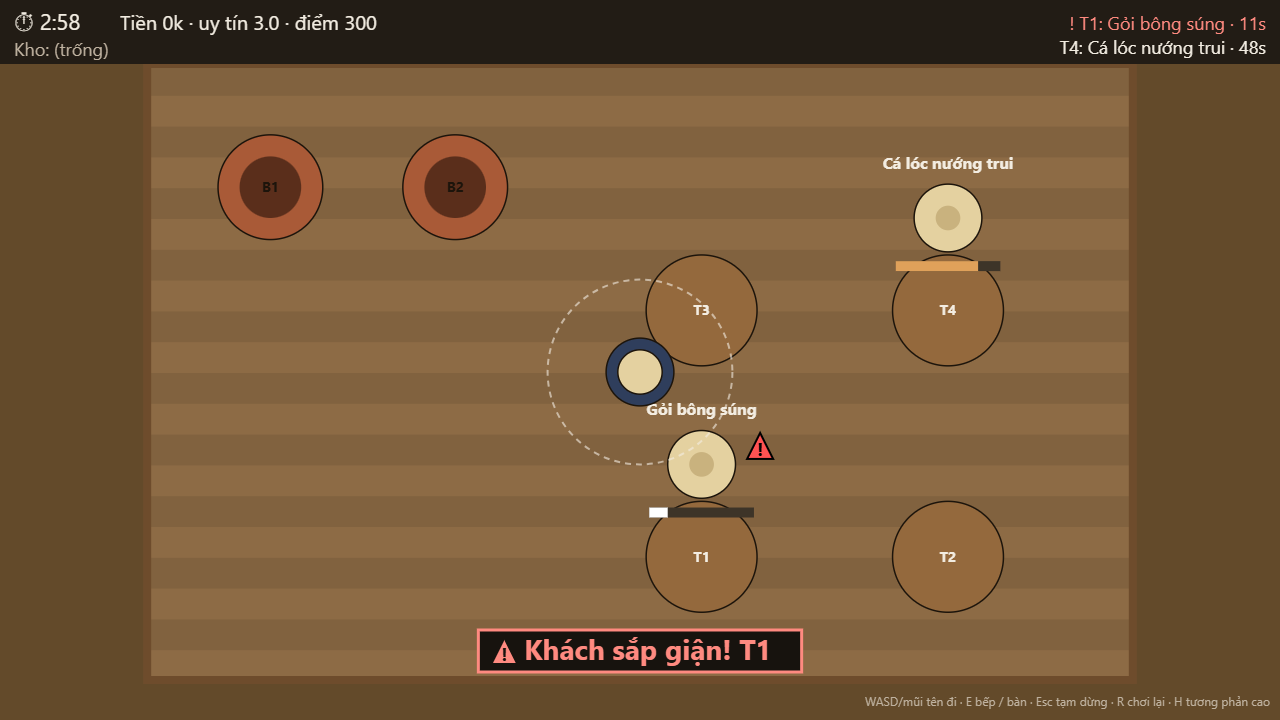 ⏱ 2:58 Tiền 0k · uy tín 3.0 · điểm 300
Kho: (trống)
! T1: Gỏi bông súng · 11s
T4: Cá lóc nướng trui · 48s
B1
B2
Cá lóc nướng trui
T3
T4
Gỏi bông súng
!
T1
T2
⚠ Khách sắp giận! T1
WASD/mũi tên đi · E bếp / bàn · Esc tạm dừng · R chơi lại · H tương phản cao